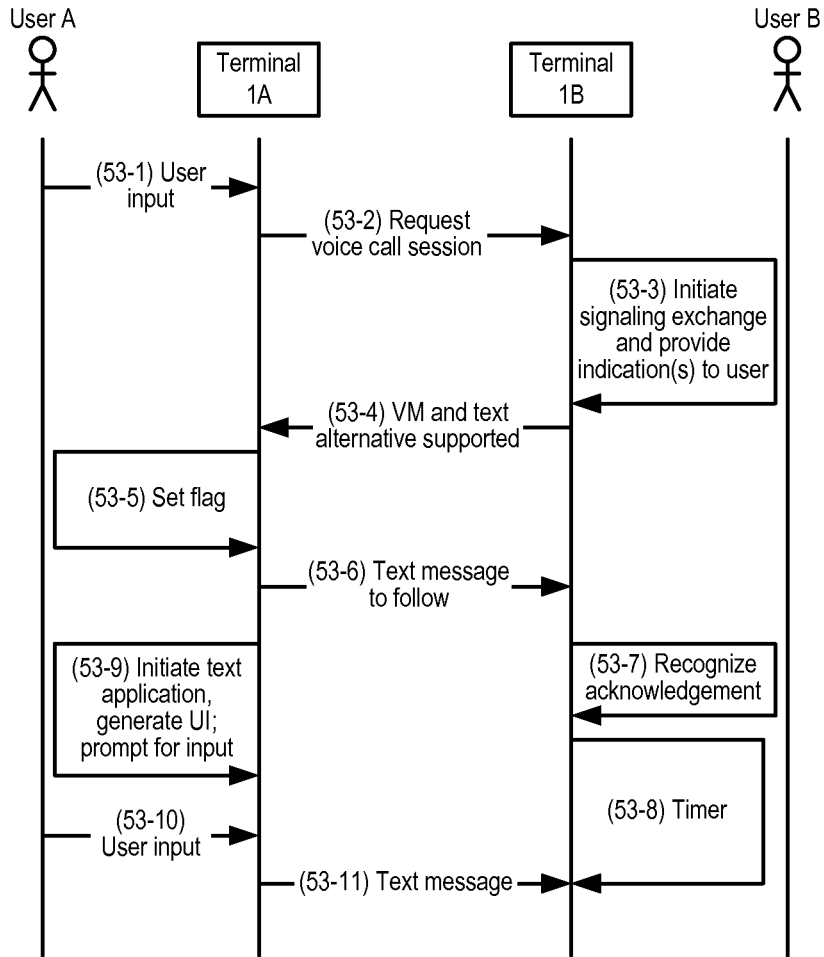 User A
User B
Terminal
1A
Terminal
1B
(53-1) User
input
(53-2) Request
voice call session
(53-3) Initiate
signaling exchange
and provide
indication(s) to user
(53-4) VM and text
alternative supported
(53-5) Set flag
(53-6) Text message
to follow
(53-9) Initiate text
application,
generate UI;
prompt for input
(53-7) Recognize
acknowledgement
(53-8) Timer
(53-10)
User input
(53-11) Text message